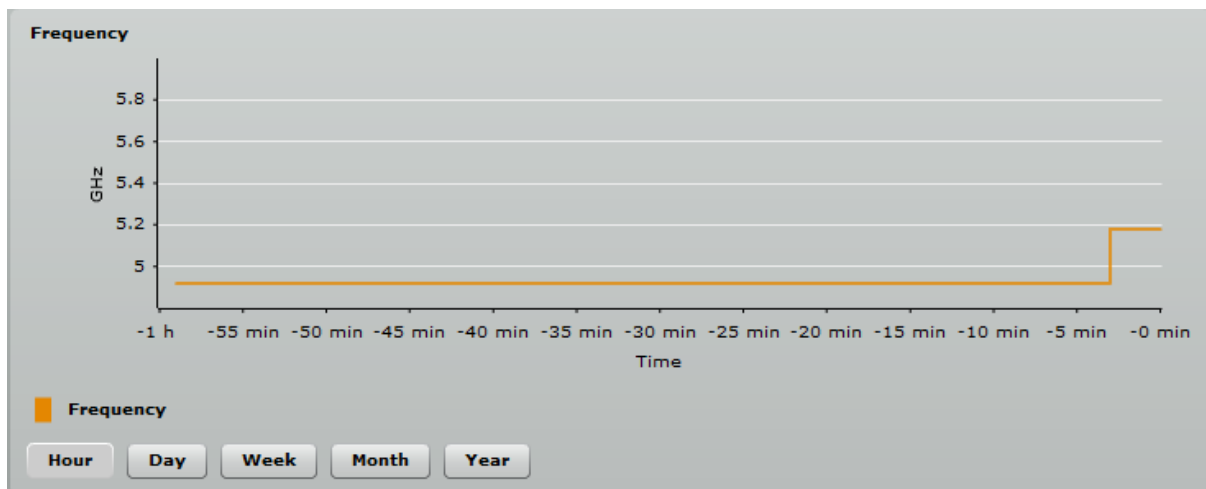 Frequency
5.8
5.6
5.4
5.2
5
GHz
-1 h -55 min -50 min -45 min -40 min -35 min -30 min -25 min -20 min -15 min -10 min -5 min -0 min
Time
Frequency
Hour Day Week Month Year